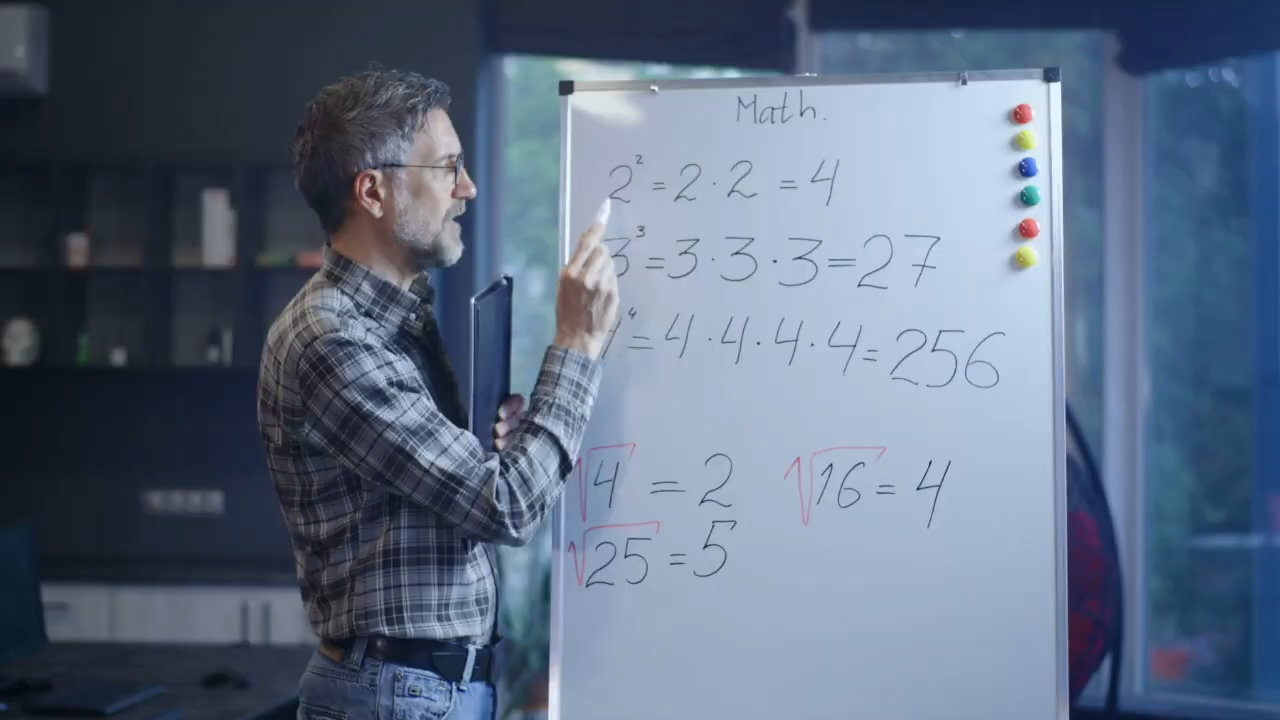 Math.
2² = 2 · 2 = 4
3³ = 3 · 3 · 3 = 27
4⁴ = 4 · 4 · 4 · 4 = 256
√4 = 2 √16 = 4
√25 = 5